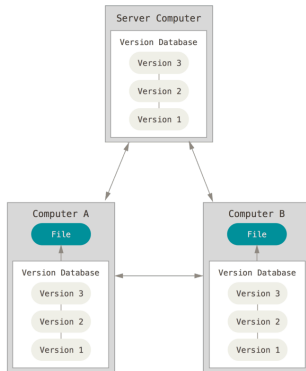 Server Computer
Version Database
Version 3
Version 2
Version 1
Computer A
File
Version Database
Version 3
Version 2
Version 1
Computer B
File
Version Database
Version 3
Version 2
Version 1